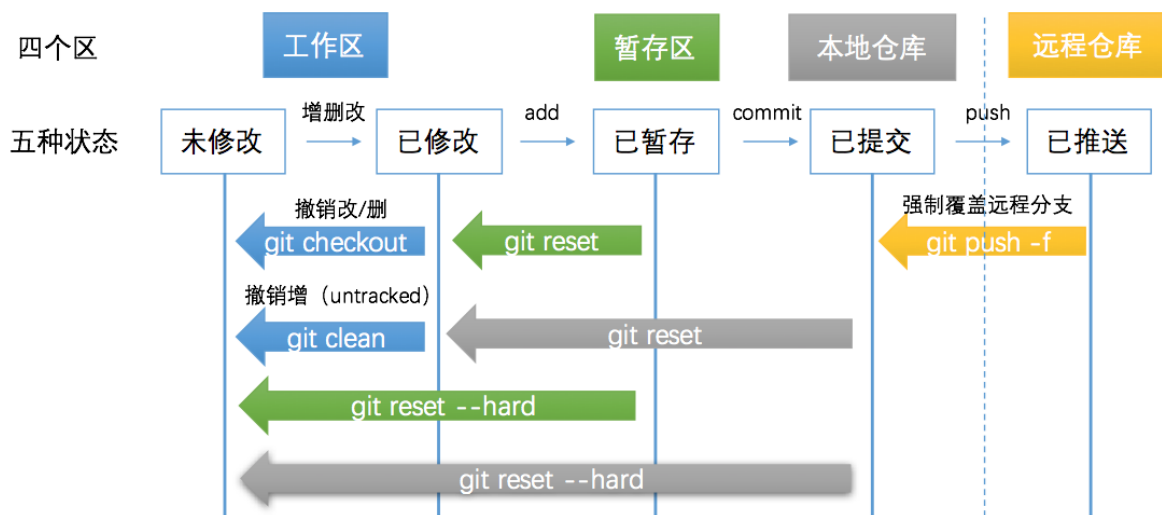 四个区
工作区
暂存区
本地仓库
远程仓库
五种状态
未修改
增删改
已修改
add
已暂存
commit
已提交
push
已推送
撤销改/删
git checkout
git reset
强制覆盖远程分支
git push -f
撤销增（untracked）
git clean
git reset
git reset --hard
git reset --hard